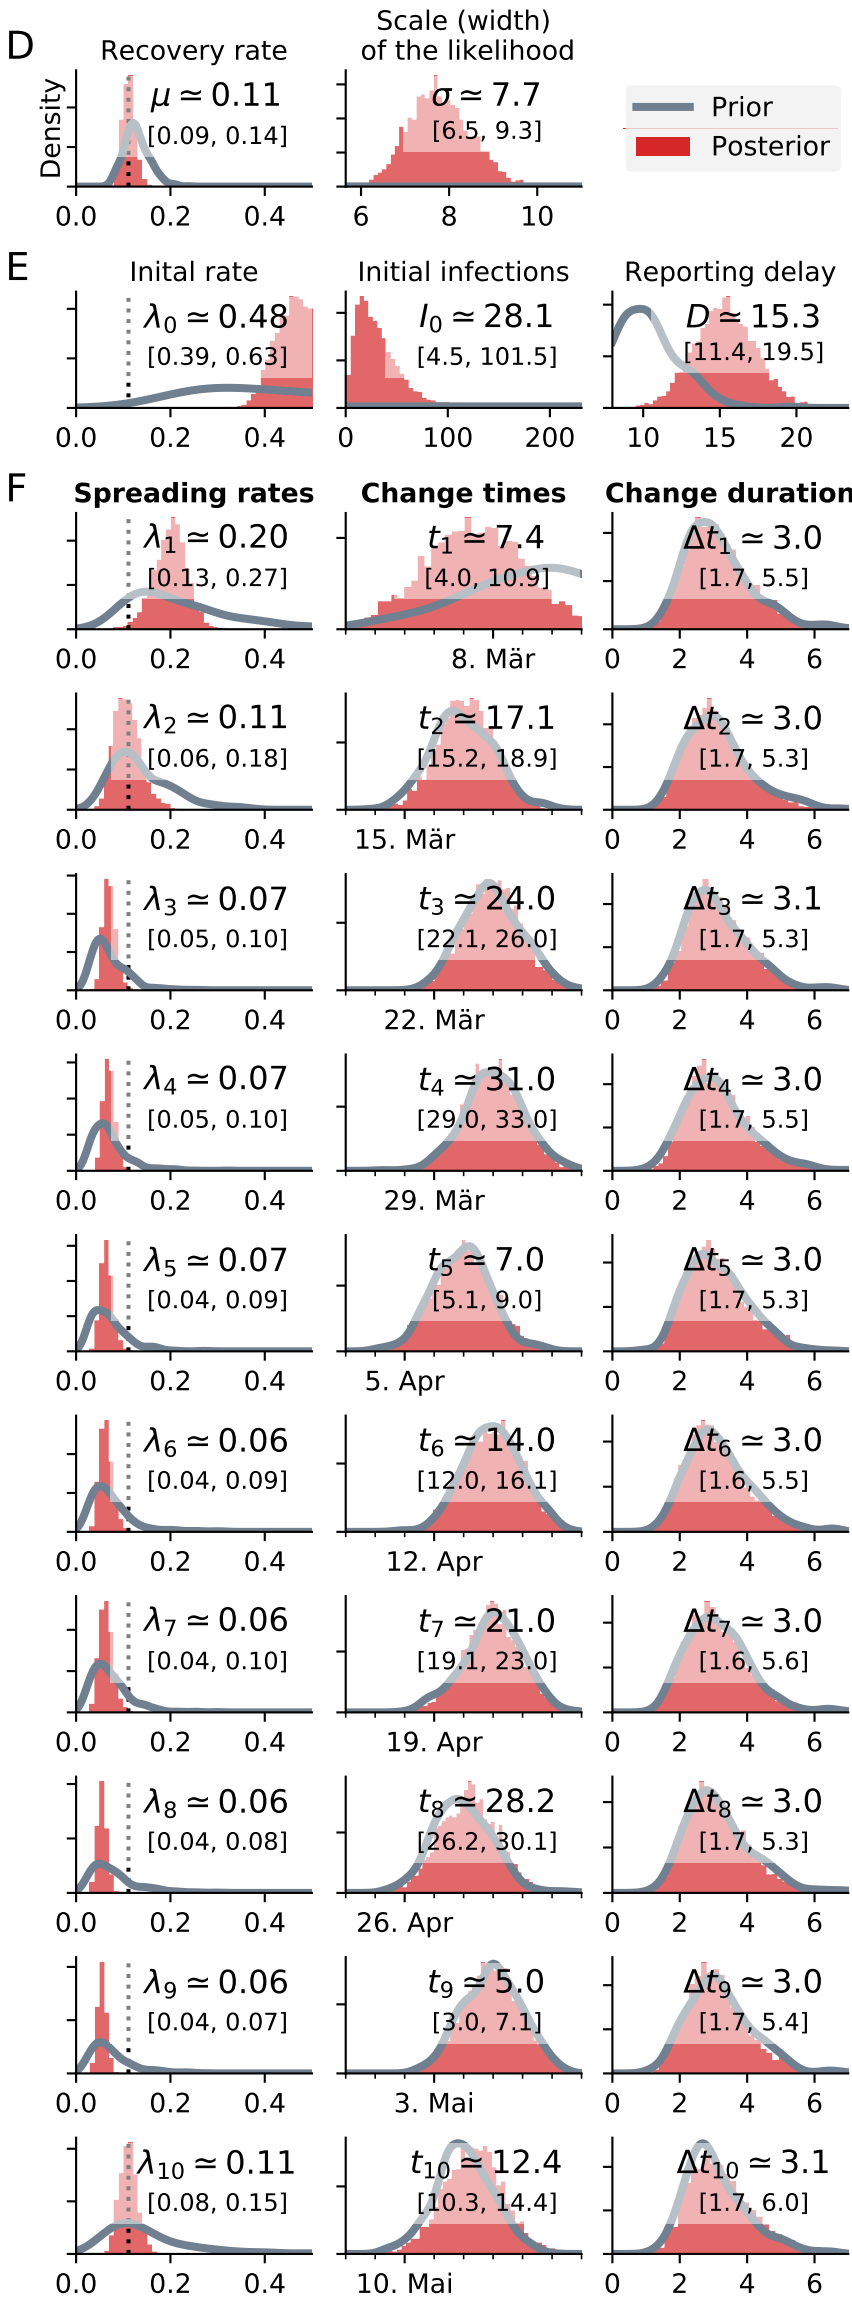 D
Recovery rate
Scale (width)
of the likelihood
Density
μ ≃ 0.11
[0.09, 0.14]
0.0 0.2 0.4
σ ≃ 7.7
[6.5, 9.3]
6 8 10
Prior
Posterior
E
Inital rate
Initial infections
Reporting delay
λ0 ≃ 0.48
[0.39, 0.63]
0.0 0.2 0.4
I0 ≃ 28.1
[4.5, 101.5]
0 100 200
D ≃ 15.3
[11.4, 19.5]
10 15 20
F
Spreading rates
Change times
Change duration
λ1 ≃ 0.20
[0.13, 0.27]
0.0 0.2 0.4
t1 ≃ 7.4
[4.0, 10.9]
8. Mär
Δt1 ≃ 3.0
[1.7, 5.5]
0 2 4 6
λ2 ≃ 0.11
[0.06, 0.18]
0.0 0.2 0.4
t2 ≃ 17.1
[15.2, 18.9]
15. Mär
Δt2 ≃ 3.0
[1.7, 5.3]
0 2 4 6
λ3 ≃ 0.07
[0.05, 0.10]
0.0 0.2 0.4
t3 ≃ 24.0
[22.1, 26.0]
22. Mär
Δt3 ≃ 3.1
[1.7, 5.3]
0 2 4 6
λ4 ≃ 0.07
[0.05, 0.10]
0.0 0.2 0.4
t4 ≃ 31.0
[29.0, 33.0]
29. Mär
Δt4 ≃ 3.0
[1.7, 5.5]
0 2 4 6
λ5 ≃ 0.07
[0.04, 0.09]
0.0 0.2 0.4
t5 ≃ 7.0
[5.1, 9.0]
5. Apr
Δt5 ≃ 3.0
[1.7, 5.3]
0 2 4 6
λ6 ≃ 0.06
[0.04, 0.09]
0.0 0.2 0.4
t6 ≃ 14.0
[12.0, 16.1]
12. Apr
Δt6 ≃ 3.0
[1.6, 5.5]
0 2 4 6
λ7 ≃ 0.06
[0.04, 0.10]
0.0 0.2 0.4
t7 ≃ 21.0
[19.1, 23.0]
19. Apr
Δt7 ≃ 3.0
[1.6, 5.6]
0 2 4 6
λ8 ≃ 0.06
[0.04, 0.08]
0.0 0.2 0.4
t8 ≃ 28.2
[26.2, 30.1]
26. Apr
Δt8 ≃ 3.0
[1.7, 5.3]
0 2 4 6
λ9 ≃ 0.06
[0.04, 0.07]
0.0 0.2 0.4
t9 ≃ 5.0
[3.0, 7.1]
3. Mai
Δt9 ≃ 3.0
[1.7, 5.4]
0 2 4 6
λ10 ≃ 0.11
[0.08, 0.15]
0.0 0.2 0.4
t10 ≃ 12.4
[10.3, 14.4]
10. Mai
Δt10 ≃ 3.1
[1.7, 6.0]
0 2 4 6